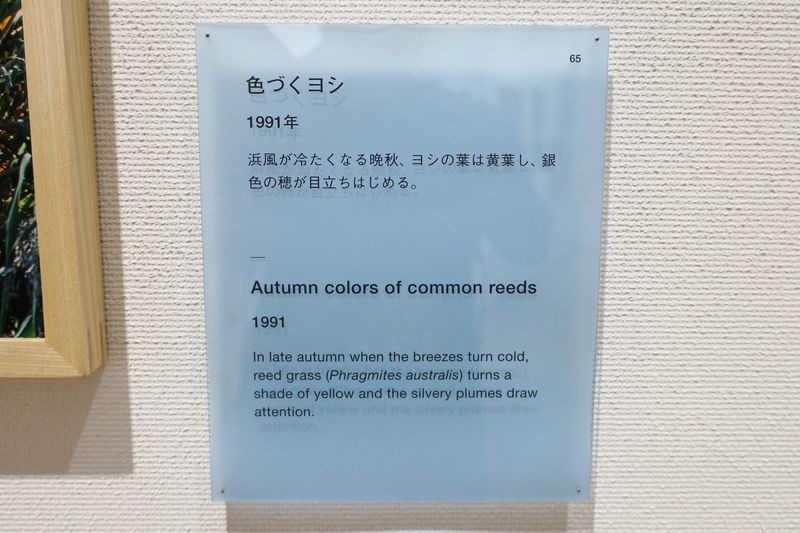 65
色づくヨシ
1991年
浜風が冷たくなる晩秋、ヨシの葉は黄葉し、銀
色の穂が目立ちはじめる。
—
Autumn colors of common reeds
1991
In late autumn when the breezes turn cold,
reed grass (Phragmites australis) turns a
shade of yellow and the silvery plumes draw
attention.